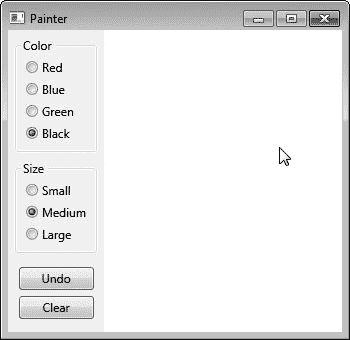 Painter
Color
Red
Blue
Green
Black
Size
Small
Medium
Large
Undo
Clear